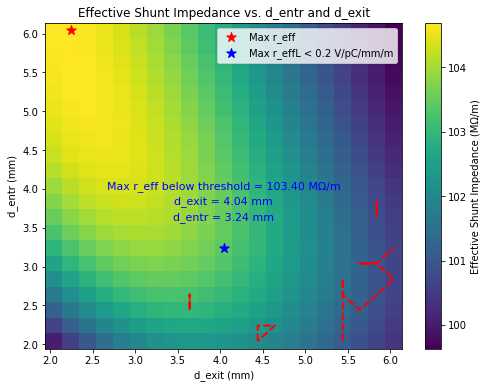 Effective Shunt Impedance vs. d_entr and d_exit
Max r_eff
Max r_effL < 0.2 V/pC/mm/m
Max r_eff below threshold = 103.40 MΩ/m
d_exit = 4.04 mm
d_entr = 3.24 mm
d_entr (mm)
6.0
5.5
5.0
4.5
4.0
3.5
3.0
2.5
2.0
2.0 2.5 3.0 3.5 4.0 4.5 5.0 5.5 6.0
d_exit (mm)
104
103
102
101
100
Effective Shunt Impedance (MΩ/mm)